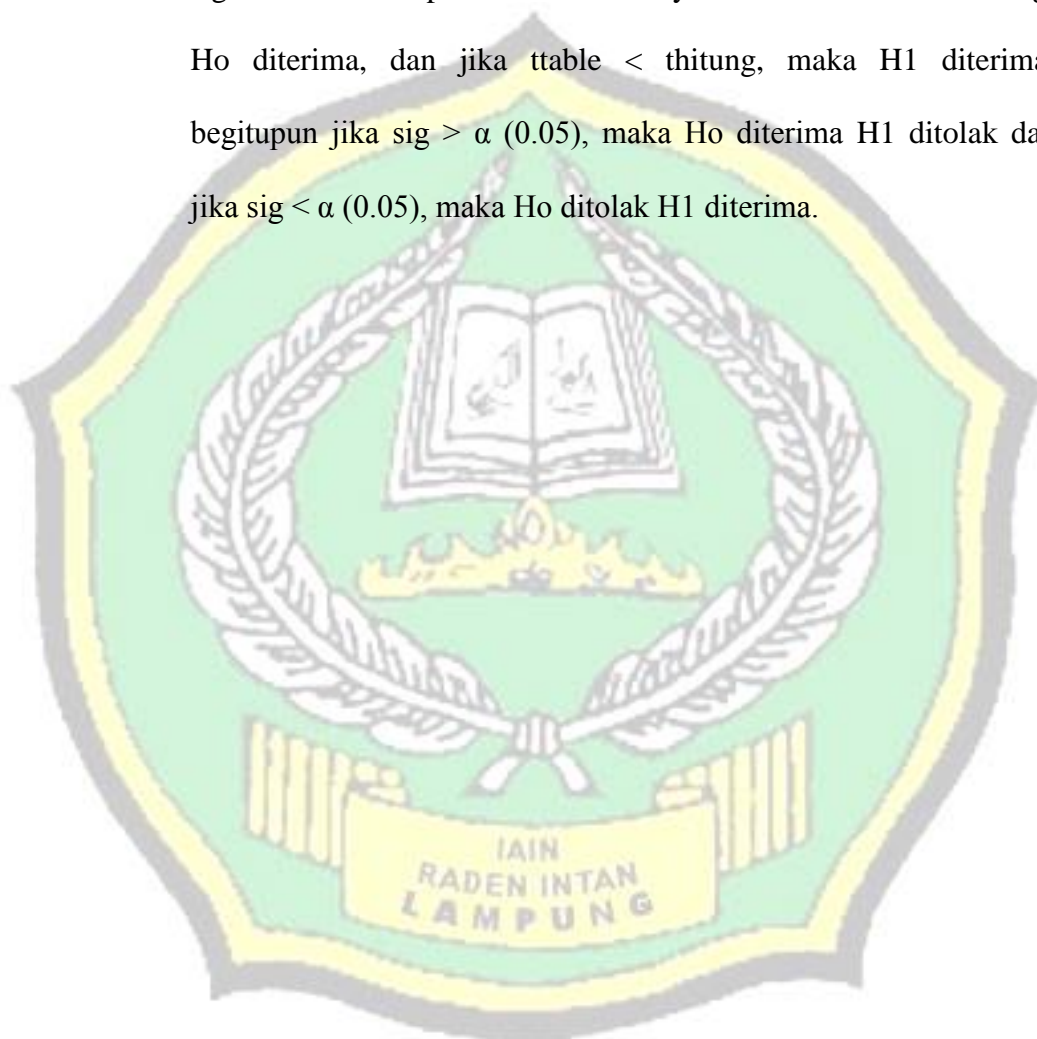 Ho diterima, dan jika ttable < thitung, maka H1 diterima
begitupun jika sig > α (0.05), maka Ho diterima H1 ditolak da
jika sig < α (0.05), maka Ho ditolak H1 diterima.
IAIN
RADEN INTAN
LAMPUNG